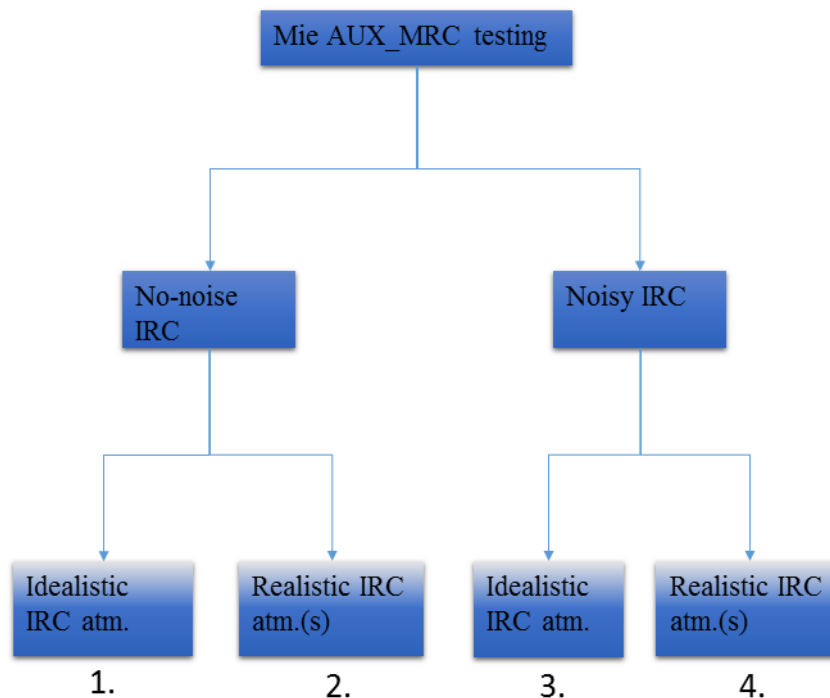 Mie AUX_MRC testing
No-noise
IRC
Noisy IRC
Idealistic
IRC atm.
Realistic IRC
atm.(s)
Idealistic
IRC atm.
Realistic IRC
atm.(s)
1.
2.
3.
4.